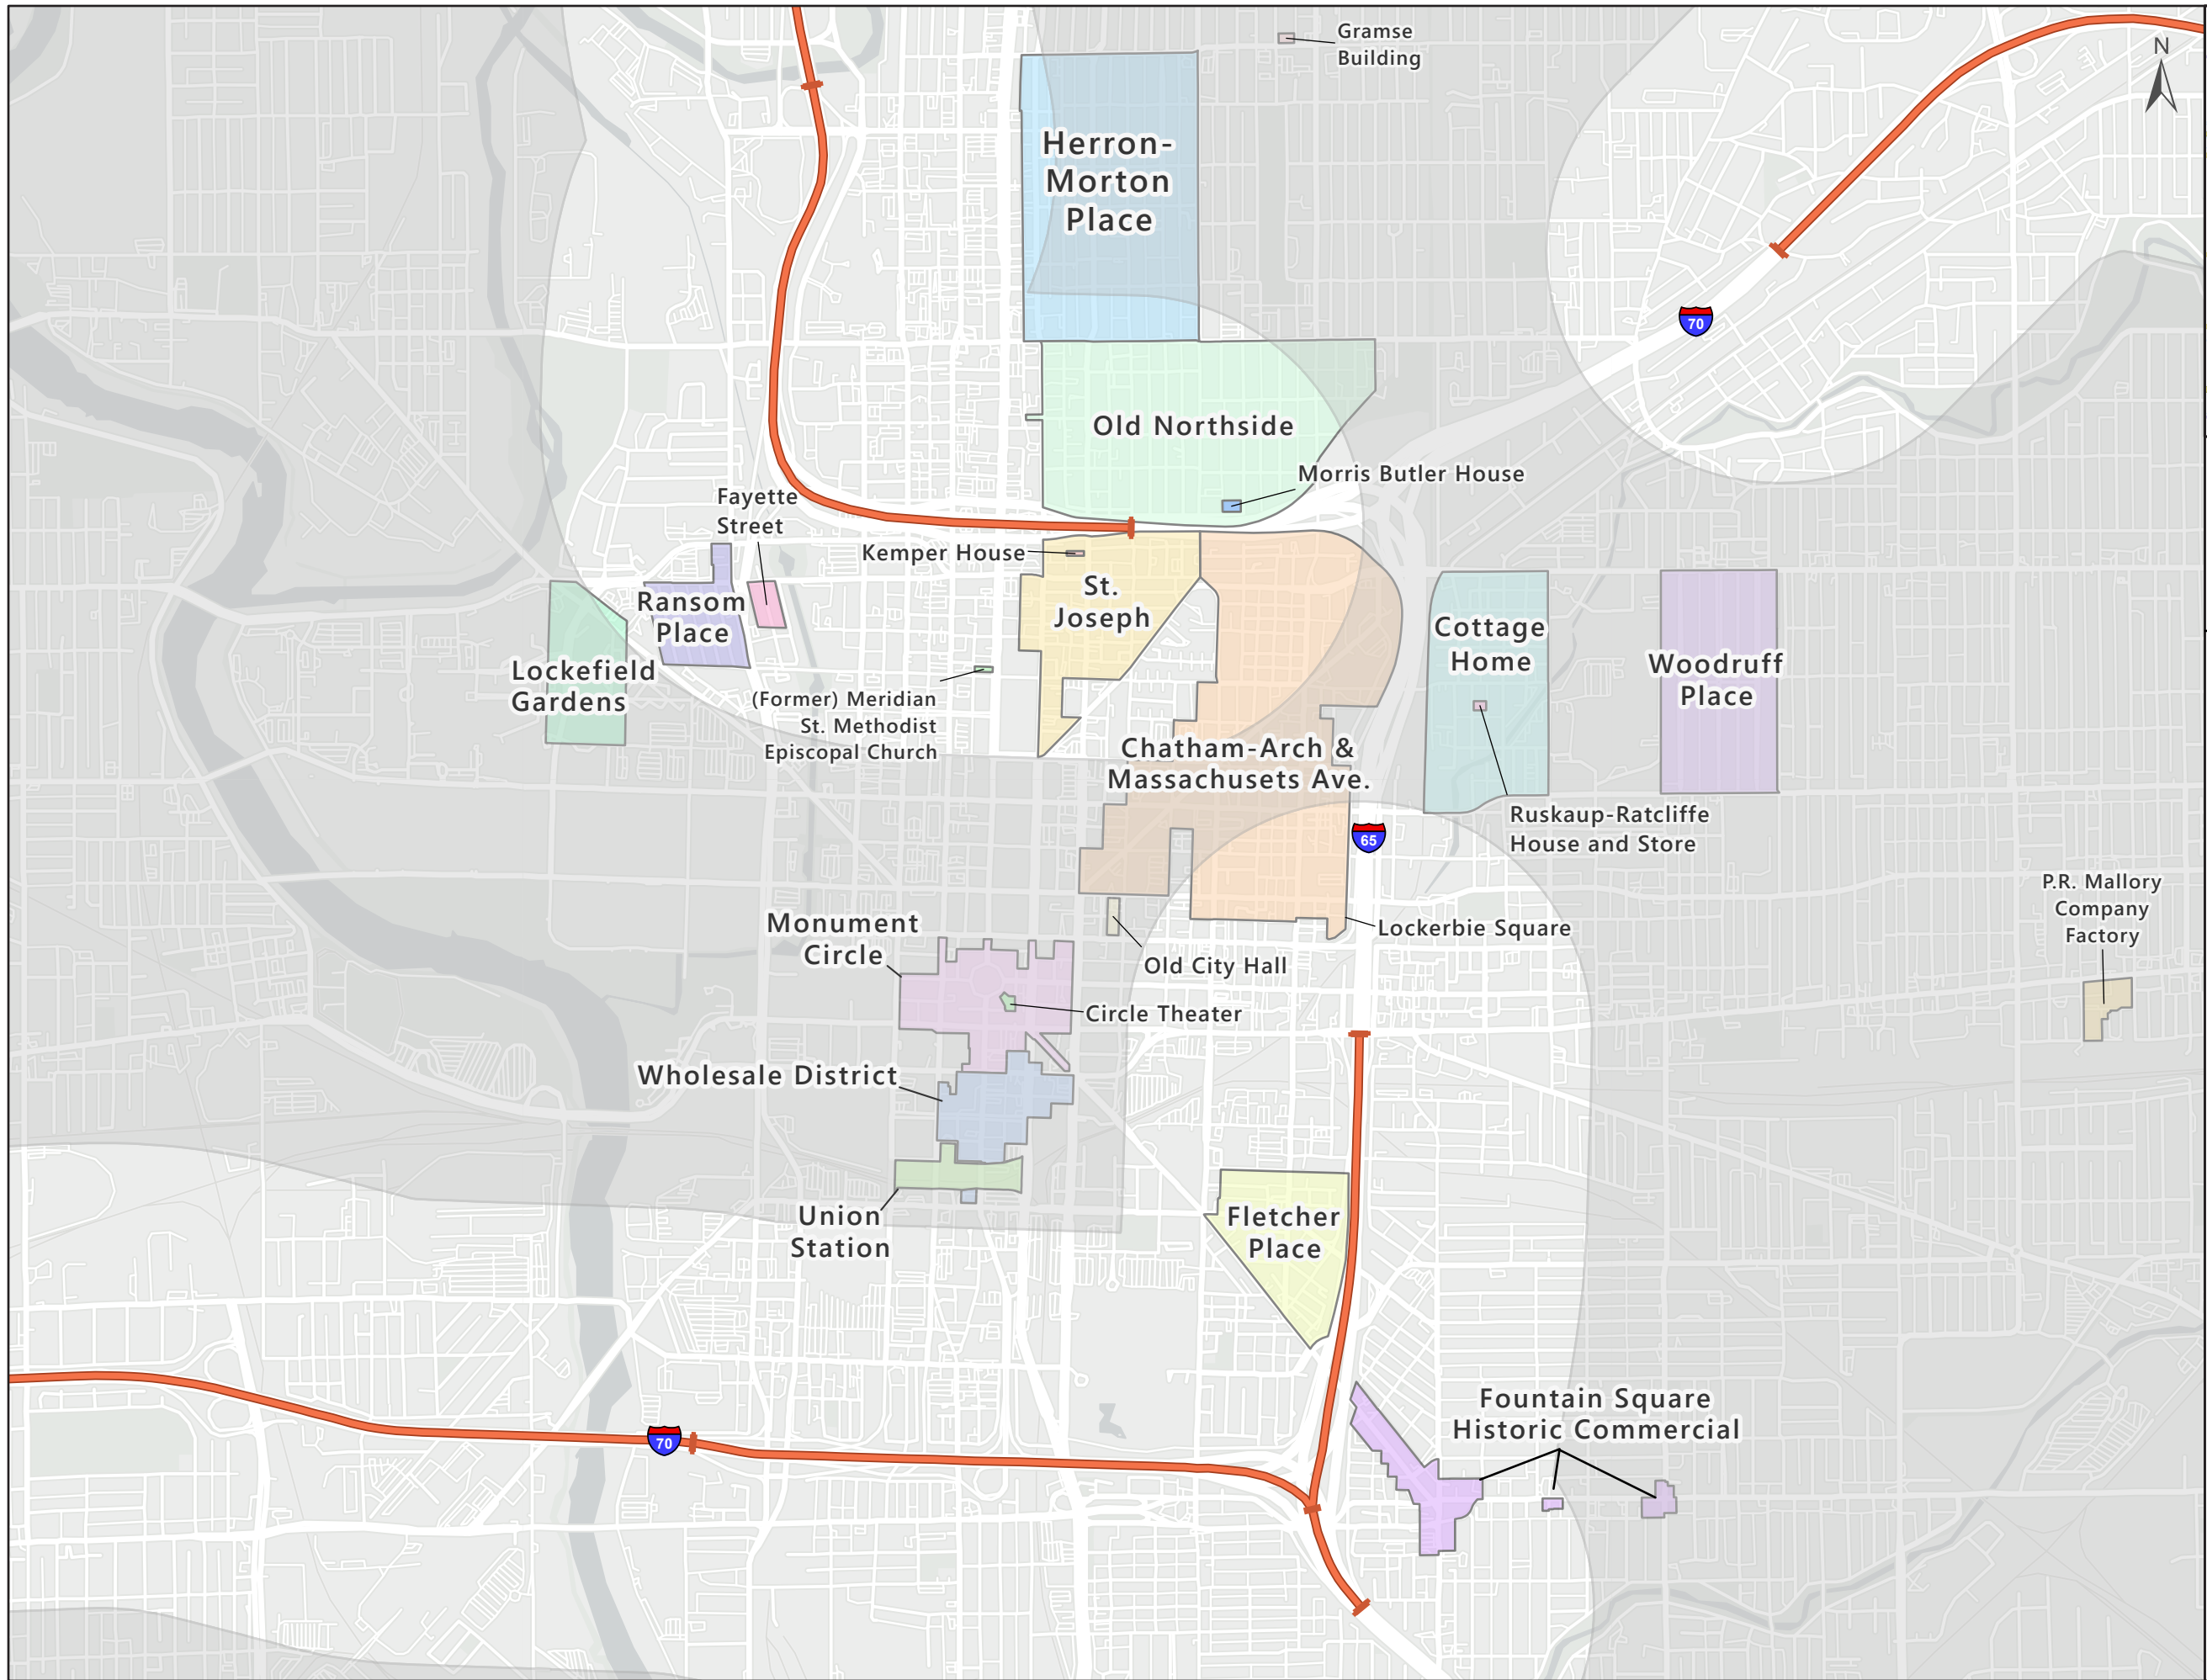 Gramse
Building
N
Herron-
Morton
Place
70
Old Northside
Morris Butler House
Fayette
Street
Kemper House
St.
Joseph
Ransom
Place
Cottage
Home
Woodruff
Place
Lockefield
Gardens
(Former) Meridian
St. Methodist
Episcopal Church
Chatham-Arch &
Massachusets Ave.
Ruskaup-Ratcliffe
House and Store
65
P.R. Mallory
Company
Factory
Monument
Circle
Lockerbie Square
Old City Hall
Circle Theater
Wholesale District
Union
Station
Fletcher
Place
Fountain Square
Historic Commercial
70